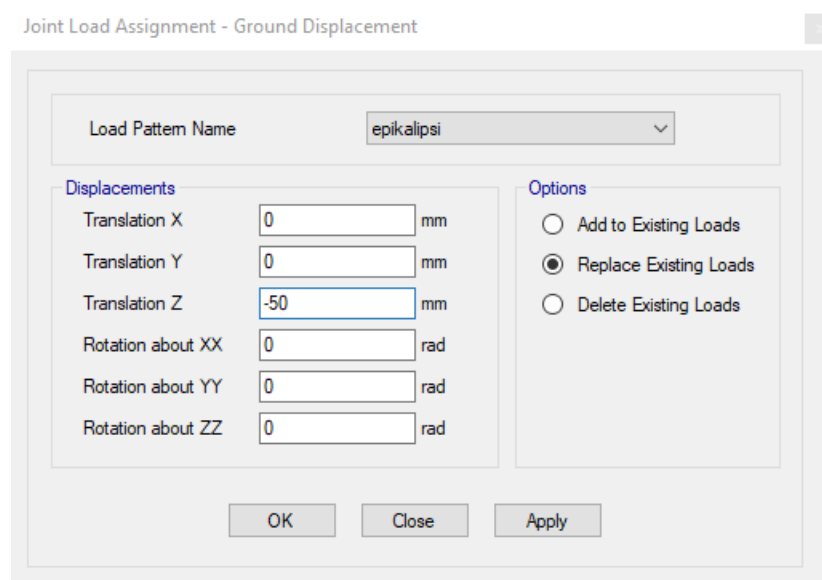 Joint Load Assignment - Ground Displacement
Load Pattern Name
epikalipsi
Displacements
Translation X 0 mm
Translation Y 0 mm
Translation Z -50 mm
Rotation about XX 0 rad
Rotation about YY 0 rad
Rotation about ZZ 0 rad
Options
Add to Existing Loads
Replace Existing Loads
Delete Existing Loads
OK Close Apply